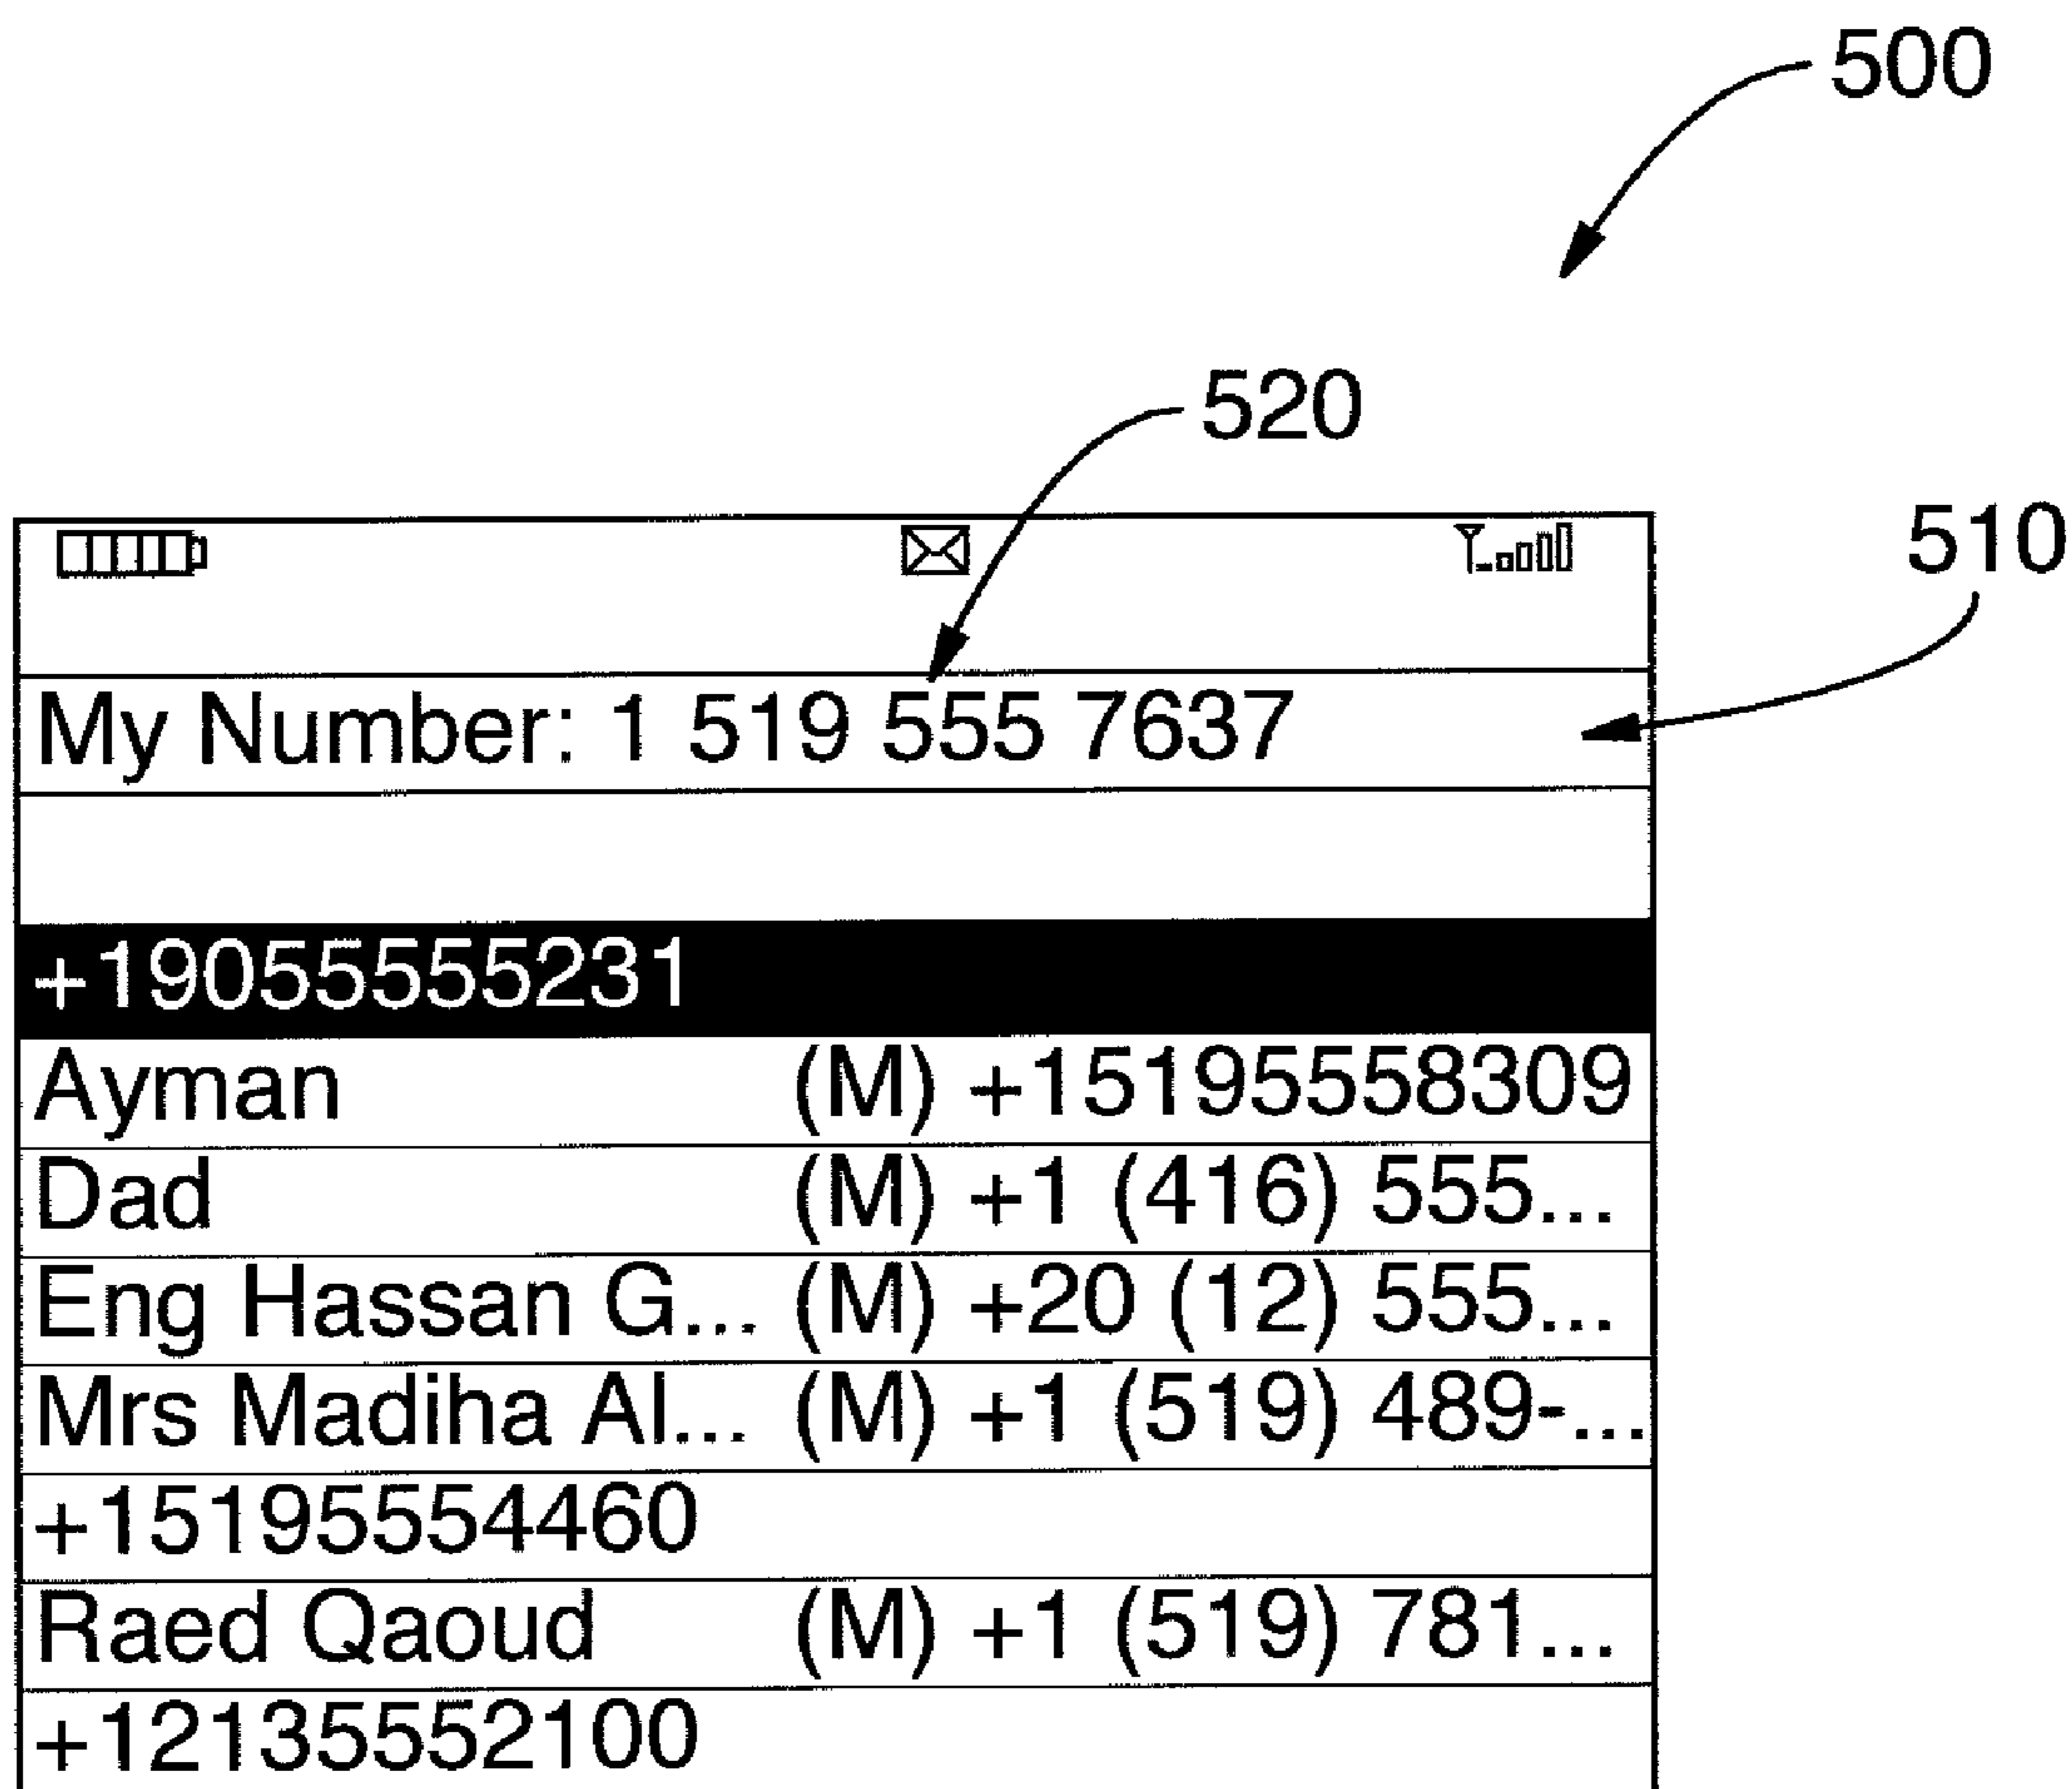 500
520
510
My Number: 1 519 555 7637
+19055555231
Ayman (M) +15195558309
Dad (M) +1 (416) 555...
Eng Hassan G... (M) +20 (12) 555...
Mrs Madiha Al... (M) +1 (519) 489-...
+15195554460
Raed Qaoud (M) +1 (519) 781...
+12135552100